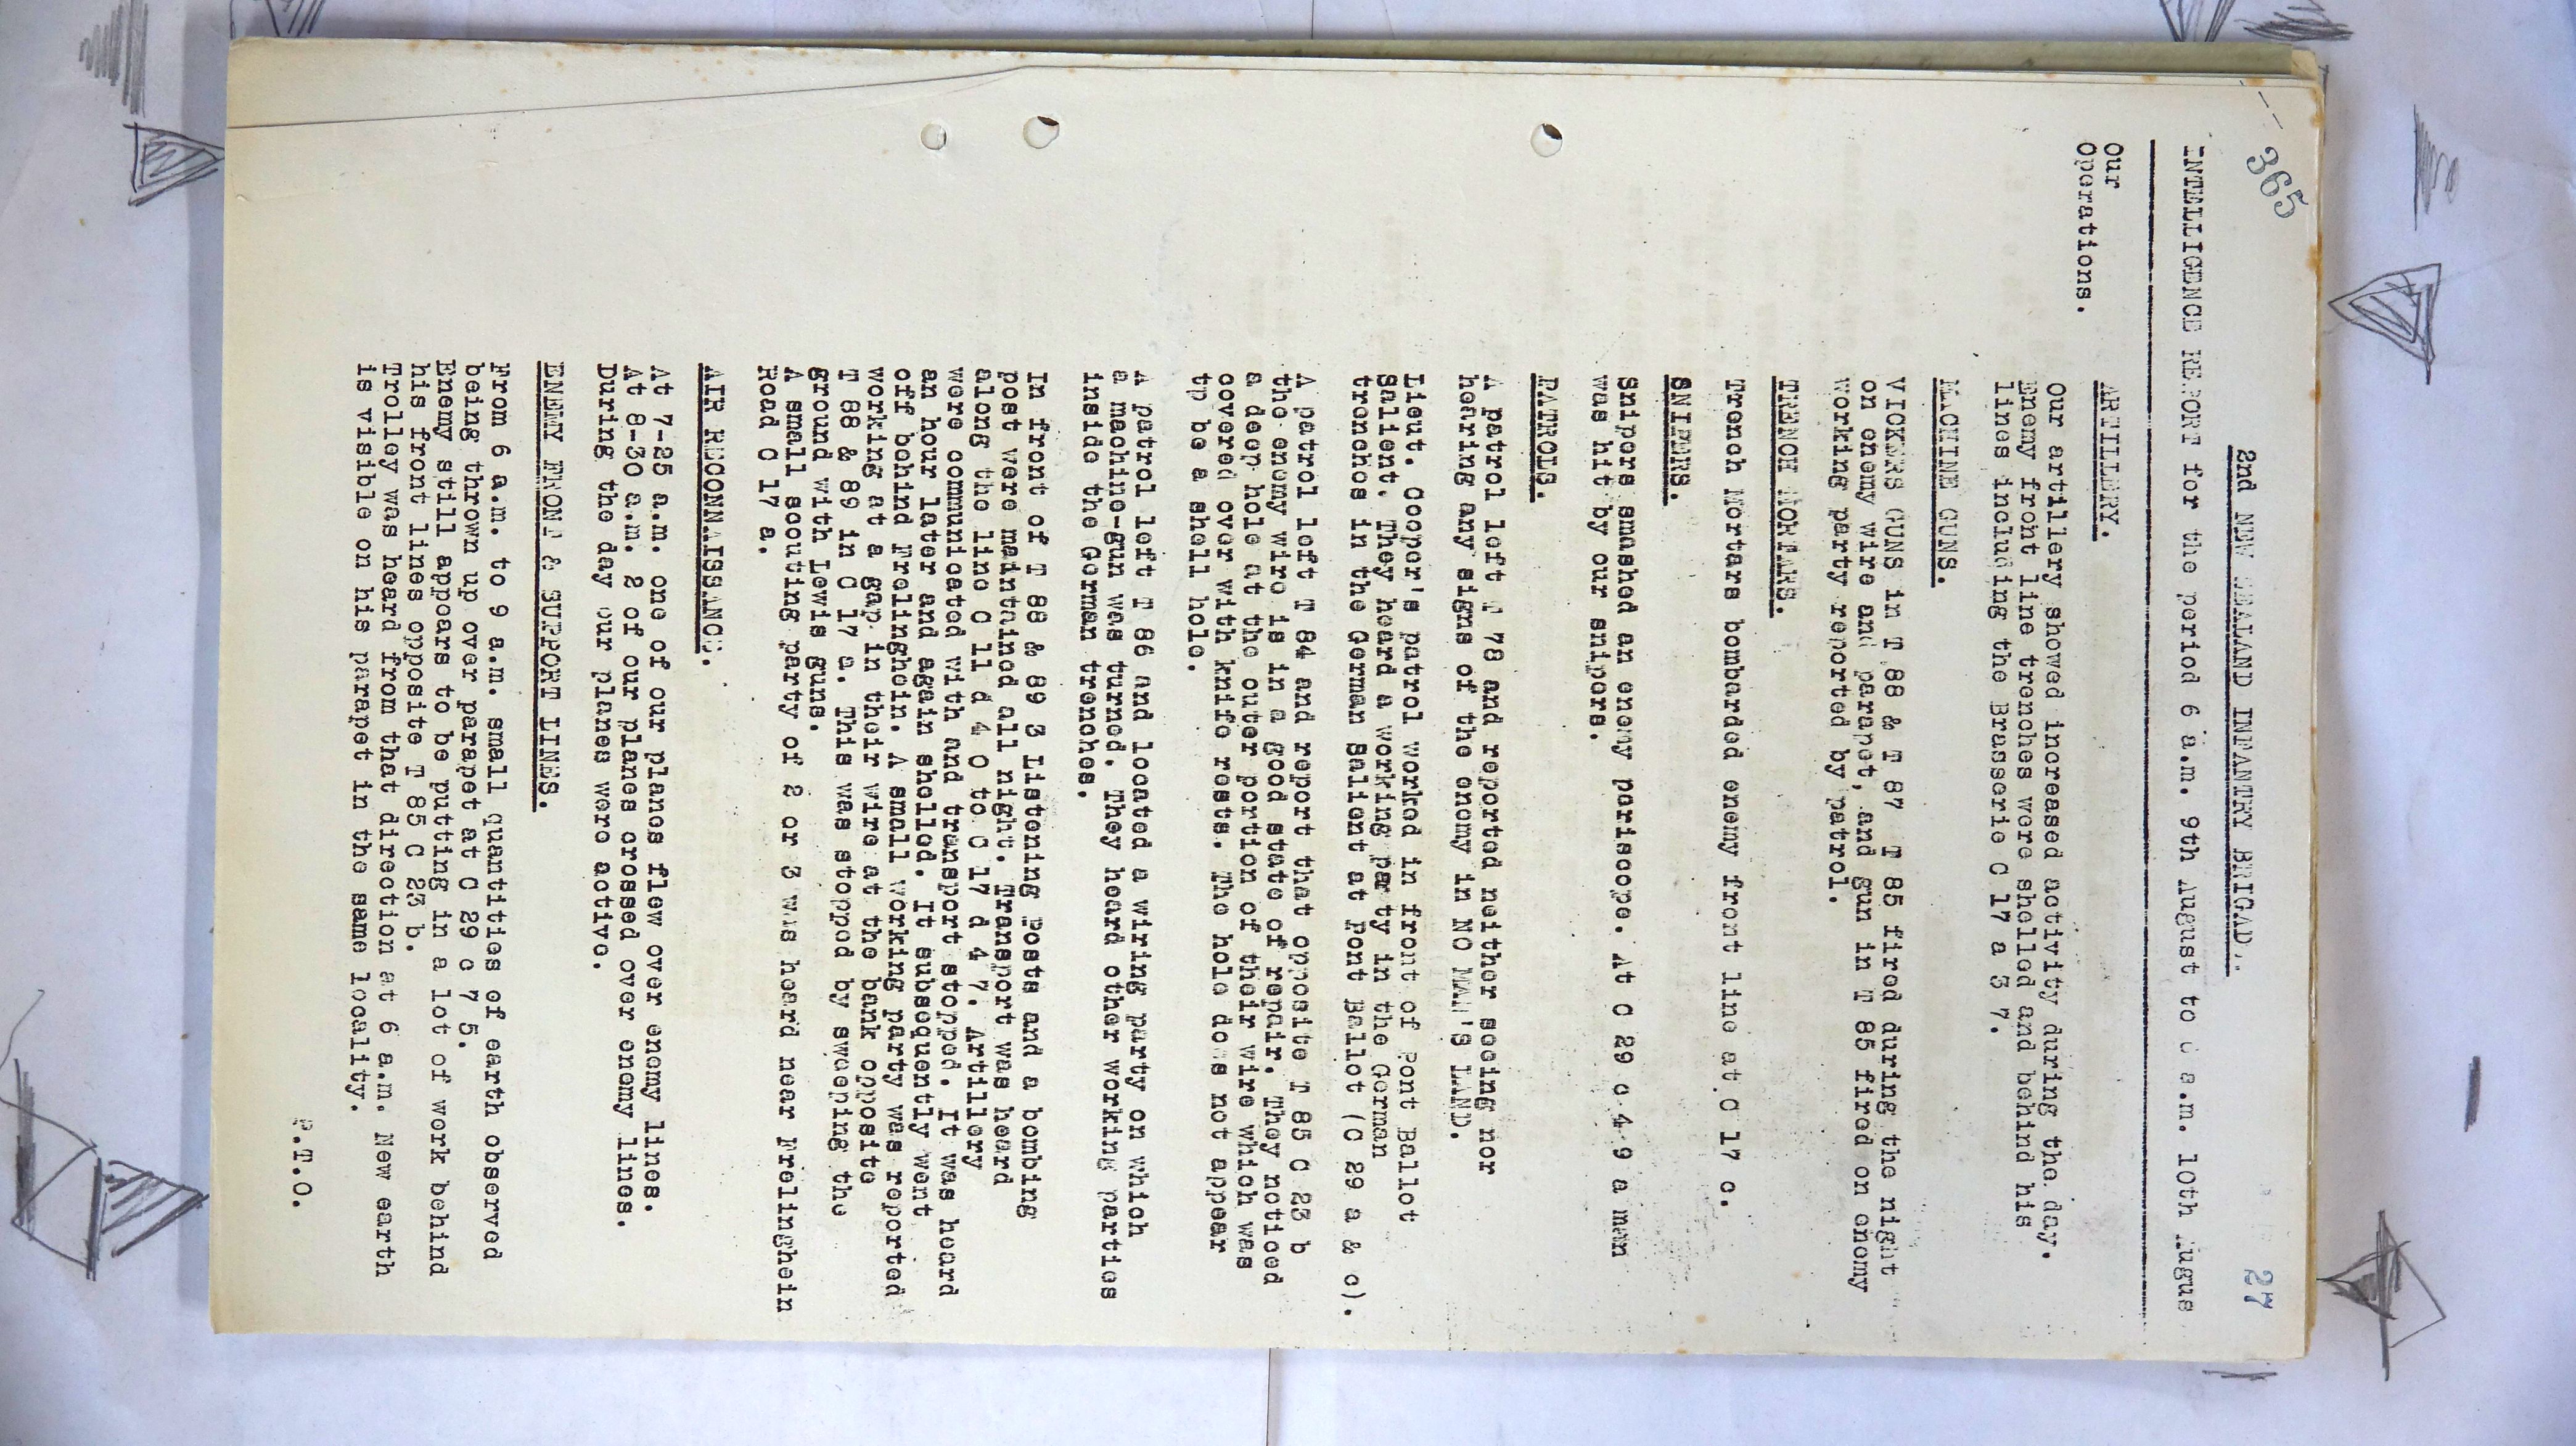 365
27
2nd NEW ZEALAND INFANTRY BRIGADE.
INTELLIGENCE REPORT for the period 6 a.m. 9th August to 6 a.m. 10th Augus
Our
Operations.
ARTILLERY.
Our artillery showed increased activity during the day.
Enemy front line trenches were shelled and behind his
lines including the Brasserie C 17 a 3 7.
MACHINE GUNS.
VICKERS GUNS in T 88 & T 87 T 85 fired during the night
on enemy wire and parapet, and gun in T 85 fired on enemy
working party reported by patrol.
TRENCH MORTARS.
Trench Mortars bombarded enemy front line at C 17 c.
SNIPERS.
Snipers smashed an enemy periscope. At C 29 c 4 9 a man
was hit by our snipers.
PATROLS.
A patrol left T 78 and reported neither seeing nor
hearing any signs of the enemy in NO MAN'S LAND.
Lieut. Cooper's patrol worked in front of Pont Ballot
Salient. They heard a working party in the German
trenches in the German Salient at Pont Ballot (C 29 a & c).
A patrol left T 84 and report that opposite T 85 C 23 b
the enemy wire is in a good state of repair. They noticed
a deep hole at the outer portion of their wire which was
covered over with knife rests. The hole does not appear
tp be a shell hole.
A patrol left T 86 and located a wiring party on which
a machine-gun was turned. They heard other working parties
inside the German trenches.
In front of T 88 & 89 3 Listening posts and a bombing
post were maintained all night. Transport was heard
along the line C 11 d 4 0 to C 17 d 4 7. Artillery
were communicated with and transport stopped. It was heard
an hour later and again shelled. It subsequently went
off behind Frelinghein. A small working party was reported
working at a gap in their wire at the bank opposite
T 88 & 89 in C 17 a. This was stopped by sweeping the
ground with Lewis guns.
A small scouting party of 2 or 3 was heard near Frelinghein
Road C 17 a.
AIR RECONNAISSANCE.
At 7-25 a.m. one of our planes flew over enemy lines.
At 8-30 a.m. 2 of our planes crossed over enemy lines.
During the day our planes were active.
ENEMY FRONT & SUPPORT LINES.
From 6 a.m. to 9 a.m. small quantities of earth observed
being thrown up over parapet at C 29 c 7 5.
Enemy still appears to be putting in a lot of work behind
his front lines opposite T 85 C 23 b.
Trolley was heard from that direction at 6 a.m. New earth
is visible on his parapet in the same locality.
P.T.O.